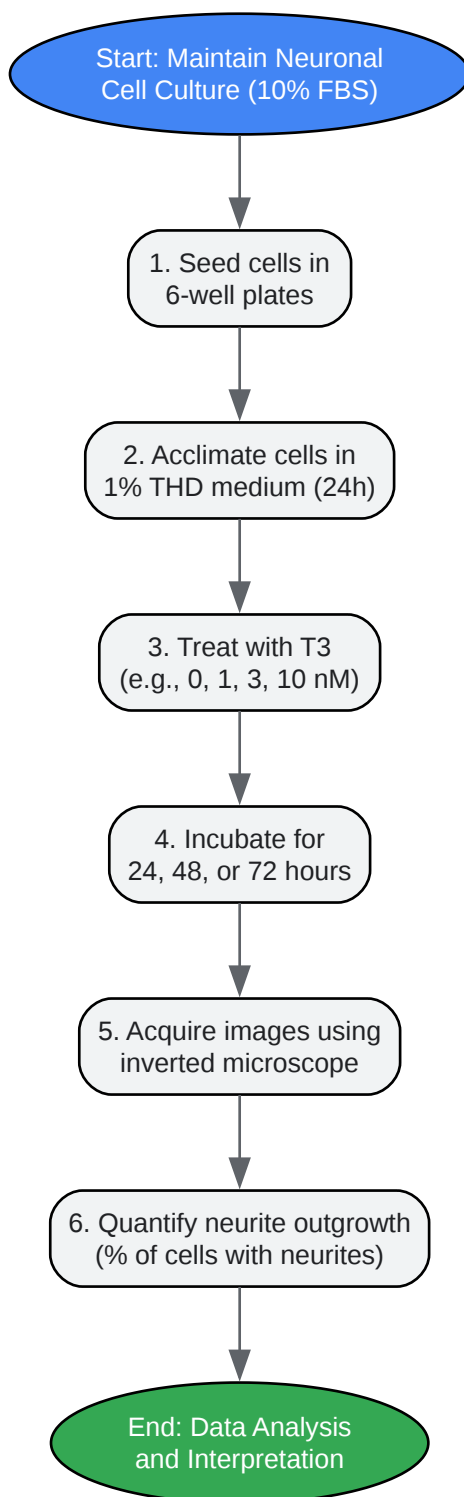 Start: Maintain Neuronal
Cell Culture (10% FBS)
1. Seed cells in
6-well plates
2. Acclimate cells in
1% THD medium (24h)
3. Treat with T3
(e.g., 0, 1, 3, 10 nM)
4. Incubate for
24, 48, or 72 hours
5. Acquire images using
inverted microscope
6. Quantify neurite outgrowth
(% of cells with neurites)
End: Data Analysis
and Interpretation